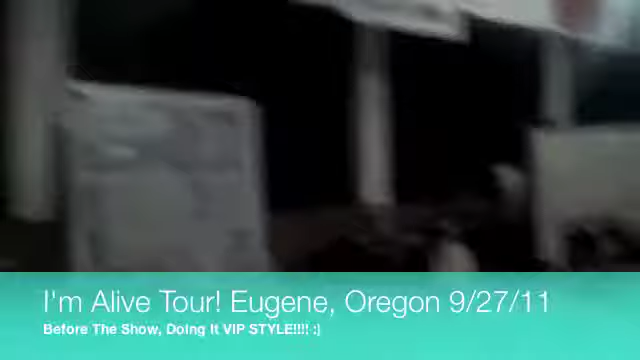 I'm Alive Tour! Eugene, Oregon 9/27/11
Before The Show, Doing It VIP STYLE!!!! :)